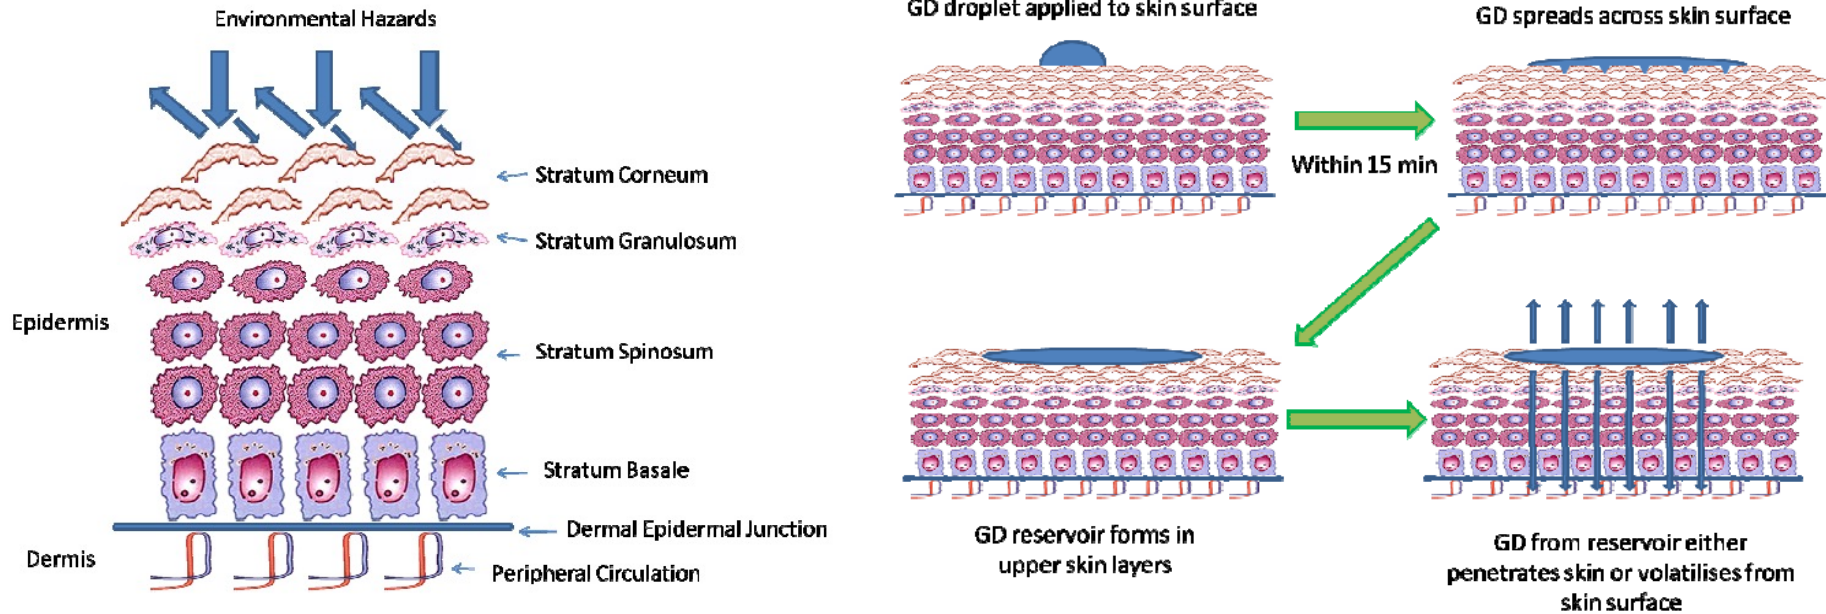 Environmental Hazards
Stratum Corneum
Stratum Granulosum
Epidermis
Stratum Spinosum
Stratum Basale
Dermal Epidermal Junction
Dermis
Peripheral Circulation
GD droplet applied to skin surface
GD spreads across skin surface
Within 15 min
GD reservoir forms in
upper skin layers
GD from reservoir either
penetrates skin or volatilises from
skin surface